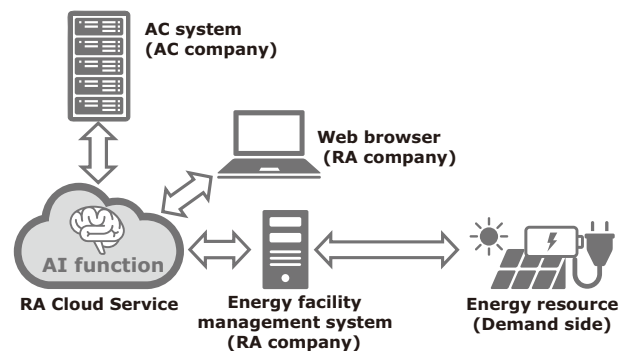 AC system
(AC company)
Web browser
(RA company)
AI function
RA Cloud Service
Energy facility
management system
(RA company)
Energy resource
(Demand side)